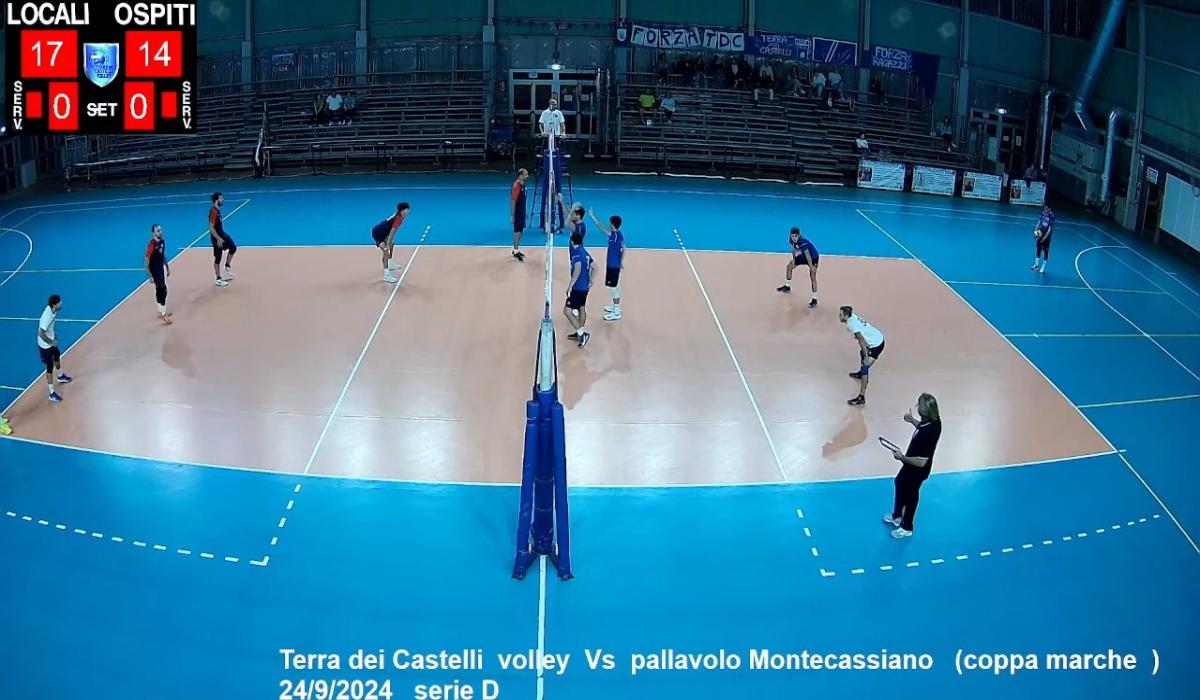 LOCALI OSPITI
17 14
SERV. 0 SET 0 SERV.
FORZA TDC
TERRA
CASTELLI
FORZA
RAGAZZI
Terra dei Castelli volley Vs pallavolo Montecassiano (coppa marche )
24/9/2024 serie D